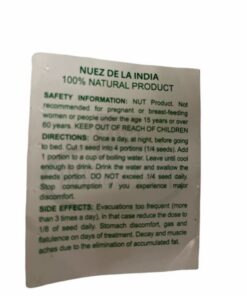 NUEZ DE LA INDIA
100% NATURAL PRODUCT
SAFETY INFORMATION: NUT Product. Not
recommended for pregnant or breast-feeding
women or people under the age 15 years or over
60 years. KEEP OUT OF REACH OF CHILDREN
DIRECTIONS: Once a day, at night, before going
to bed. Cut 1 seed into 4 portions (1/4 seeds). Add
1 portion to a cup of boiling water. Leave until cool
enough to drink. Drink the water and swallow the
seeds portion. DO NOT exceed 1/4 seed daily.
Stop consumption if you experience major
discomfort.
SIDE EFFECTS: Evacuations too frequent (more
than 3 times a day), in that case reduce the dose to
1/8 of seed daily. Stomach discomfort, gas and
flatulence on days of treatment. Decay and muscle
aches due to the elimination of accumulated fat.